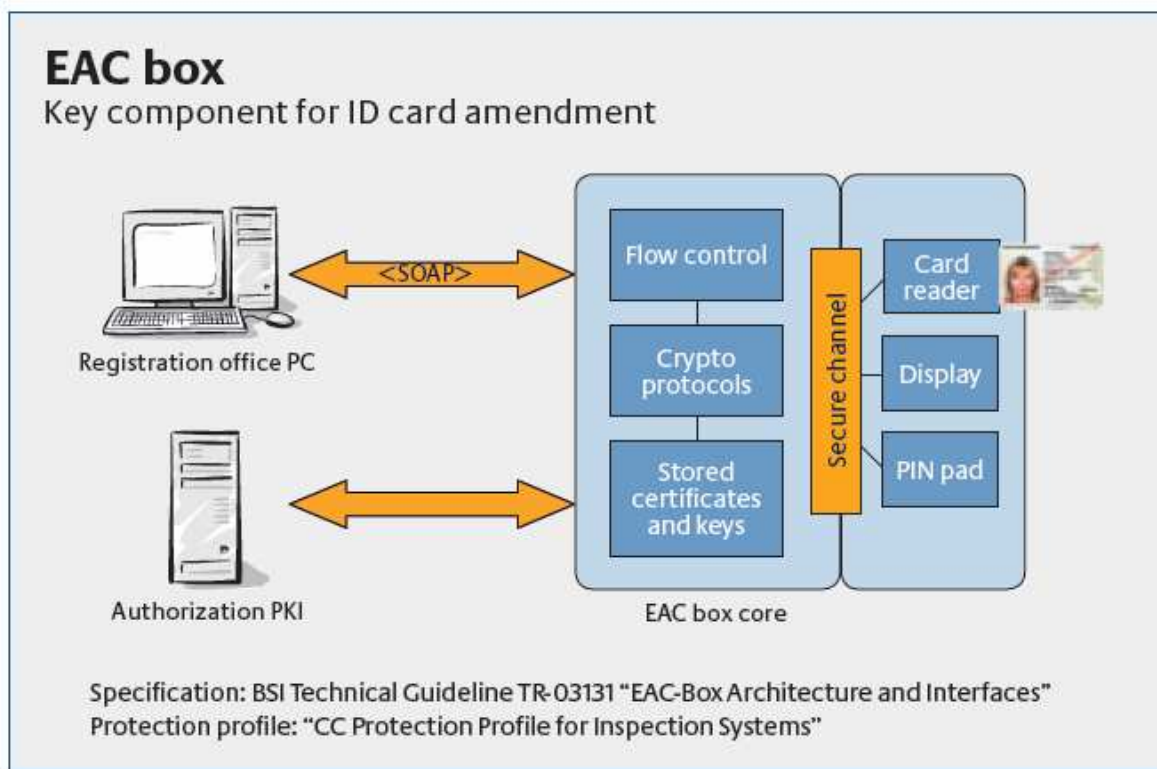 EAC box
Key component for ID card amendment
<SOAP>
Registration office PC
Authorization PKI
Flow control
Crypto
protocols
Stored
certificates
and keys
EAC box core
Secure channel
Card
reader
Display
PIN pad
Specification: BSI Technical Guideline TR-03131 “EAC-Box Architecture and Interfaces”
Protection profile: “CC Protection Profile for Inspection Systems”